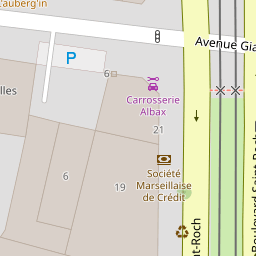 'auberg'in
P
Avenue Gia
6
Carrosserie
Albax
lles
21
Société
Marseillaise
de Crédit
6
19
nt-Roch
Boulevard Saint-Roch